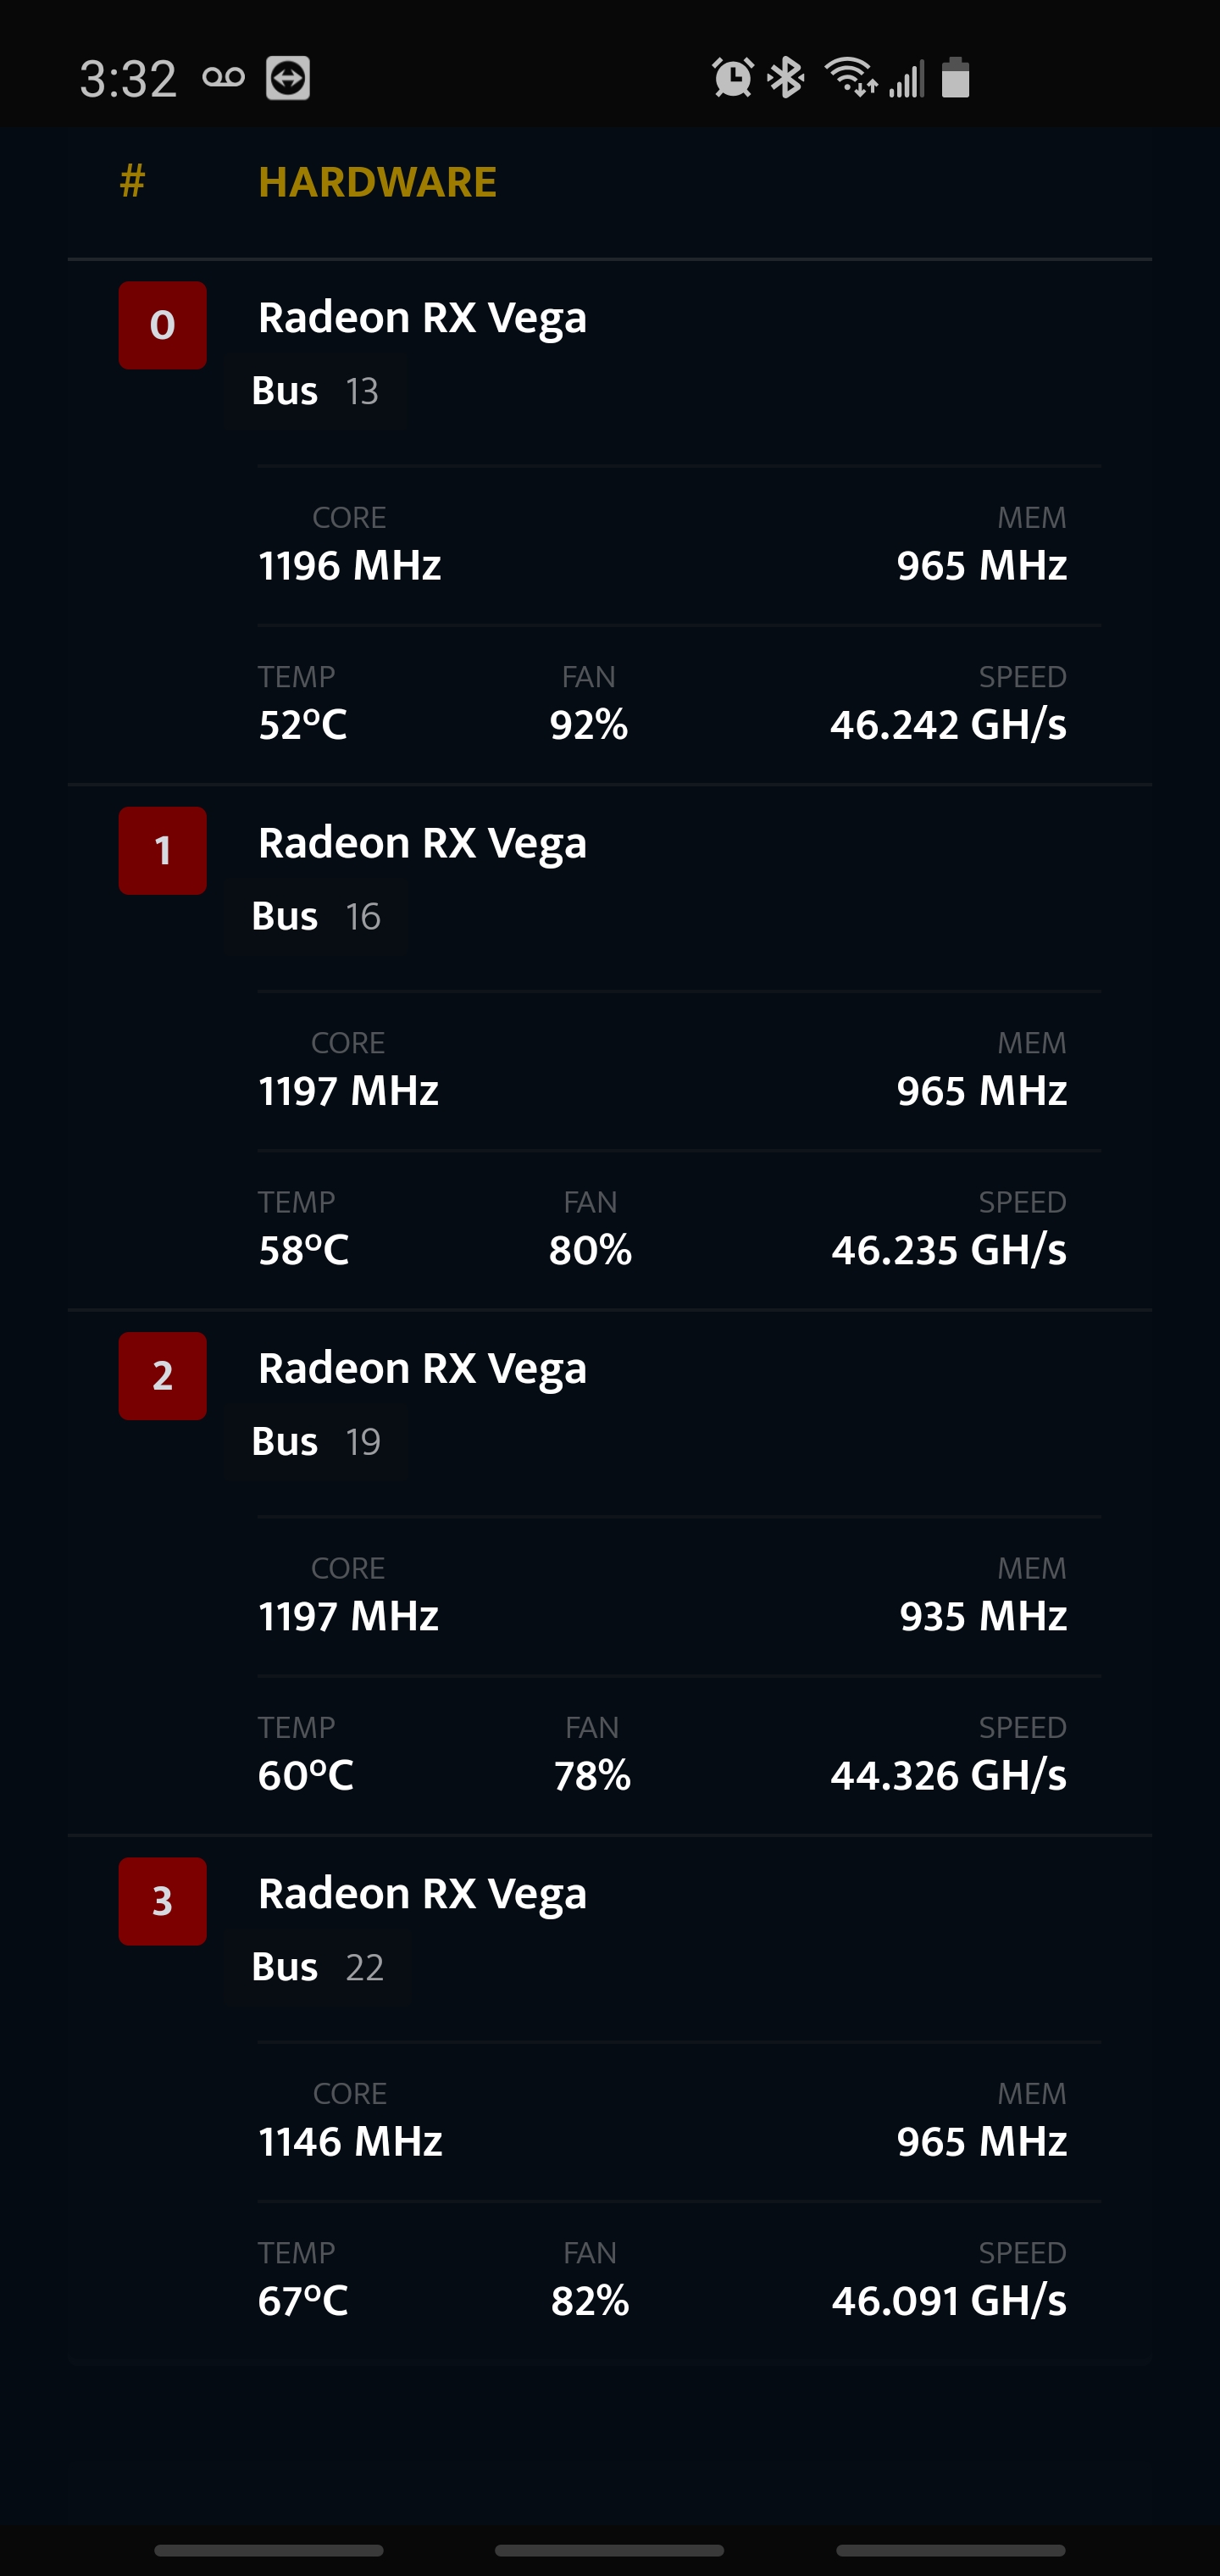 3:32
# HARDWARE
0 Radeon RX Vega
Bus 13
CORE MEM
1196 MHz 965 MHz
TEMP FAN SPEED
52ºC 92% 46.242 GH/s
1 Radeon RX Vega
Bus 16
CORE MEM
1197 MHz 965 MHz
TEMP FAN SPEED
58ºC 80% 46.235 GH/s
2 Radeon RX Vega
Bus 19
CORE MEM
1197 MHz 935 MHz
TEMP FAN SPEED
60ºC 78% 44.326 GH/s
3 Radeon RX Vega
Bus 22
CORE MEM
1146 MHz 965 MHz
TEMP FAN SPEED
67ºC 82% 46.091 GH/s